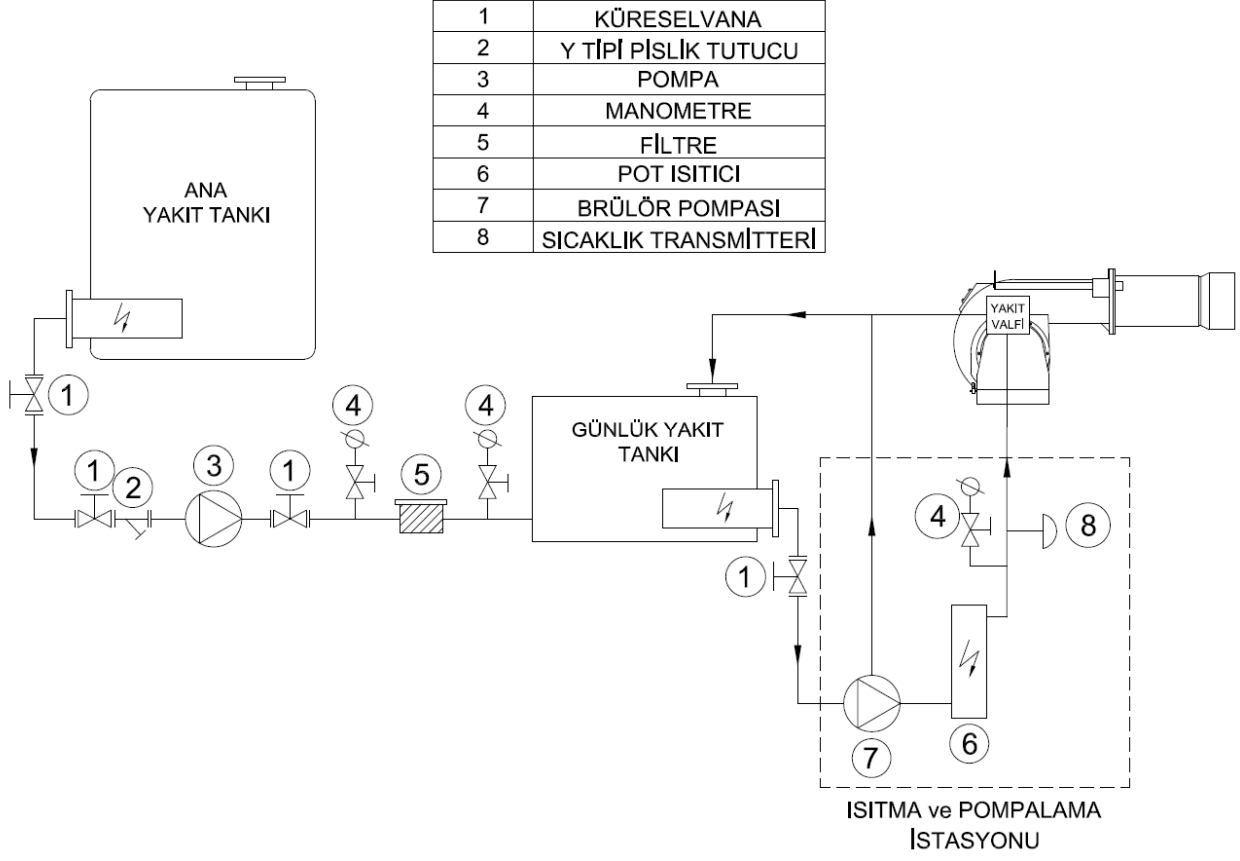 1 KÜRESELVANA
2 Y TİPİ PİSLİK TUTUCU
3 POMPA
4 MANOMETRE
5 FİLTRE
6 POT ISITICI
7 BRÜLÖR POMPASI
8 SICAKLIK TRANSMİTTERİ
ANA
YAKIT TANKI
YAKIT
VALFİ
1
4
4
GÜNLÜK YAKIT
TANKI
1
2
3
1
5
4
8
1
7
6
ISITMA ve POMPALAMA
İSTASYONU